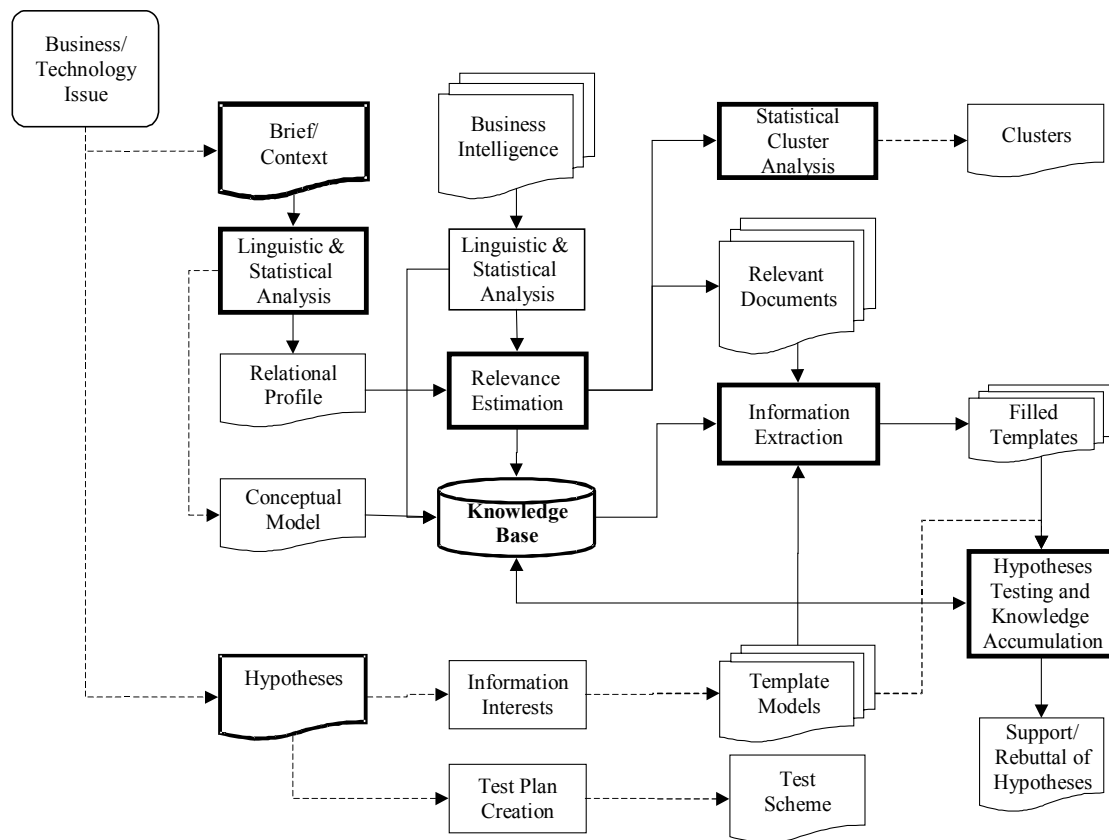 Business/
Technology
Issue
Brief/
Context
Business
Intelligence
Statistical
Cluster
Analysis
Clusters
Linguistic &
Statistical
Analysis
Linguistic &
Statistical
Analysis
Relevant
Documents
Relational
Profile
Relevance
Estimation
Information
Extraction
Filled
Templates
Conceptual
Model
Knowledge
Base
Hypotheses
Testing and
Knowledge
Accumulation
Hypotheses
Information
Interests
Template
Models
Support/
Rebuttal of
Hypotheses
Test Plan
Creation
Test
Scheme